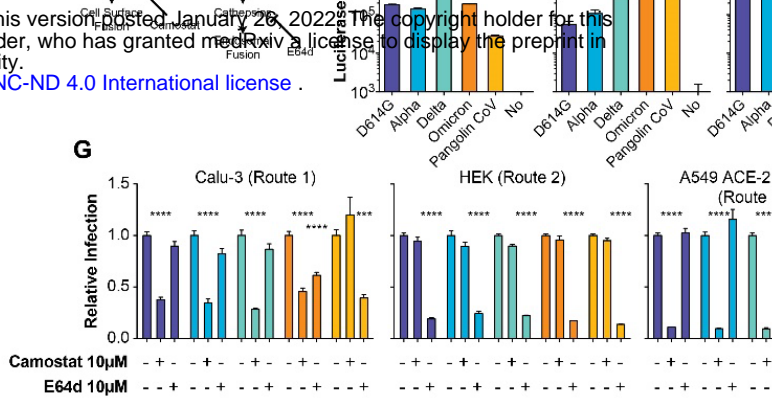 his version posted January 26, 2022. The copyright holder for this
der, who has granted medRxiv a license to display the preprint in
ity.
NC-ND 4.0 International license .
Cell Surface
Fusion
Camostat
Cathepsin
Fusion
E64d
Luciferase
10⁵
10⁴
10³
D614G
Alpha
Delta
Omicron
Pangolin CoV
No
D614G
Alpha
Delta
Omicron
Pangolin CoV
No
D614G
Alpha
G
Calu-3 (Route 1)
HEK (Route 2)
A549 ACE-2
(Route
Relative Infection
1.5
1.0
0.5
0.0
**** **** **** **** **** ***
**** **** **** **** ****
**** **** ***
Camostat 10µM - + - - + - - + - - + - - + - - + - - + - - + - - + - - + - - + - - + - - +
E64d 10µM - - + - - + - - + - - + - - + - - + - - + - - + - - + - - + - - + - - + - -